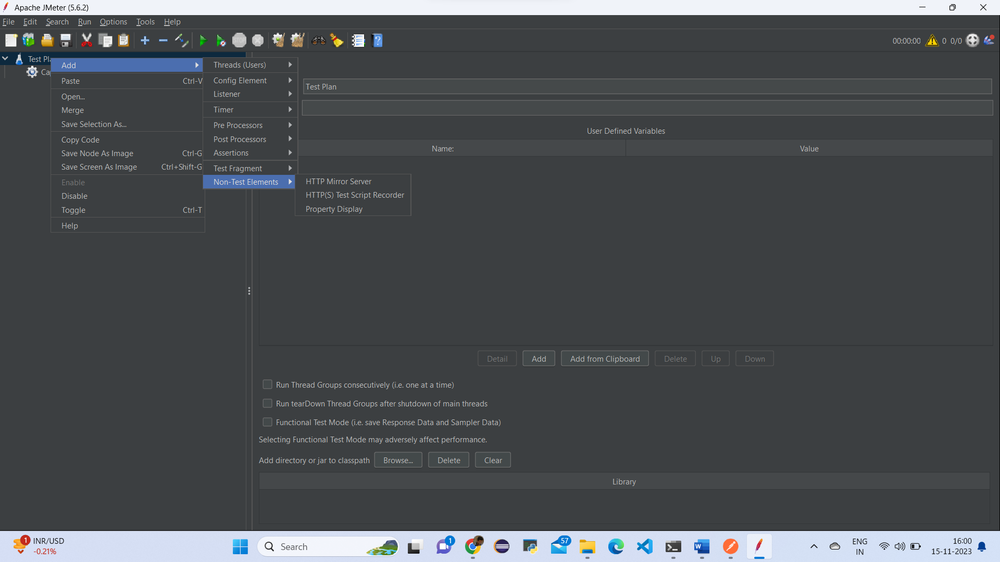 Apache JMeter (5.6.2)
File Edit Search Run Options Tools Help
STOP
00:00:00 0 0/0
Test Pl
Add
Paste Ctrl-V
Open...
Merge
Save Selection As...
Copy Code
Save Node As Image Ctrl-G
Save Screen As Image Ctrl+Shift-G
Enable
Disable
Toggle Ctrl-T
Help
Threads (Users)
Config Element
Listener
Timer
Pre Processors
Post Processors
Assertions
Test Fragment
Non-Test Elements
HTTP Mirror Server
HTTP(S) Test Script Recorder
Property Display
Test Plan
User Defined Variables
Name: Value
Detail Add Add from Clipboard Delete Up Down
Run Thread Groups consecutively (i.e. one at a time)
Run tearDown Thread Groups after shutdown of main threads
Functional Test Mode (i.e. save Response Data and Sampler Data)
Selecting Functional Test Mode may adversely affect performance.
Add directory or jar to classpath Browse... Delete Clear
Library
1 INR/USD
-0.21%
Search
1
57
ENG
IN
16:00
15-11-2023